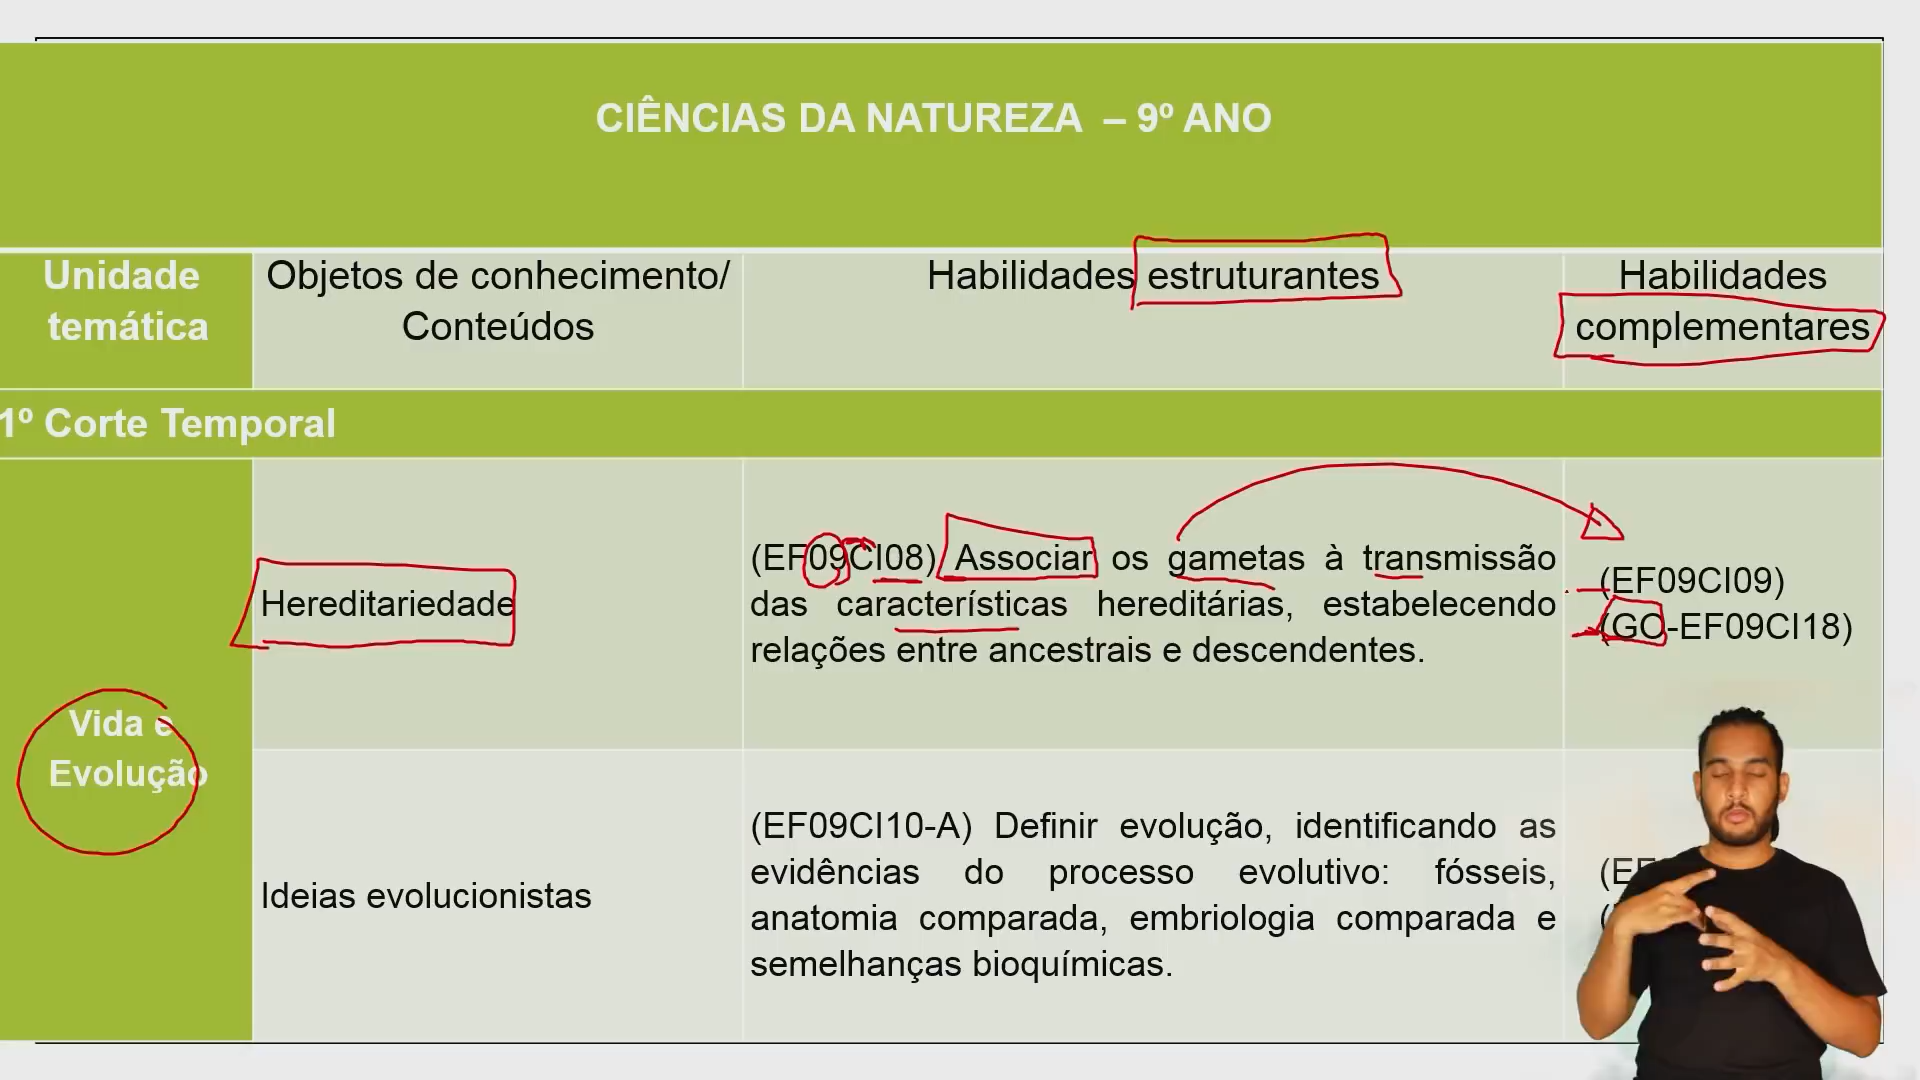 CIÊNCIAS DA NATUREZA – 9º ANO
Unidade temática
Objetos de conhecimento/
Conteúdos
Habilidades estruturantes
Habilidades
complementares
1º Corte Temporal
Vida e
Evolução
Hereditariedade
(EF09CI08) Associar os gametas à transmissão
das características hereditárias, estabelecendo
relações entre ancestrais e descendentes.
(EF09CI09)
(GO-EF09CI18)
Ideias evolucionistas
(EF09CI10-A) Definir evolução, identificando as
evidências do processo evolutivo: fósseis,
anatomia comparada, embriologia comparada e
semelhanças bioquímicas.